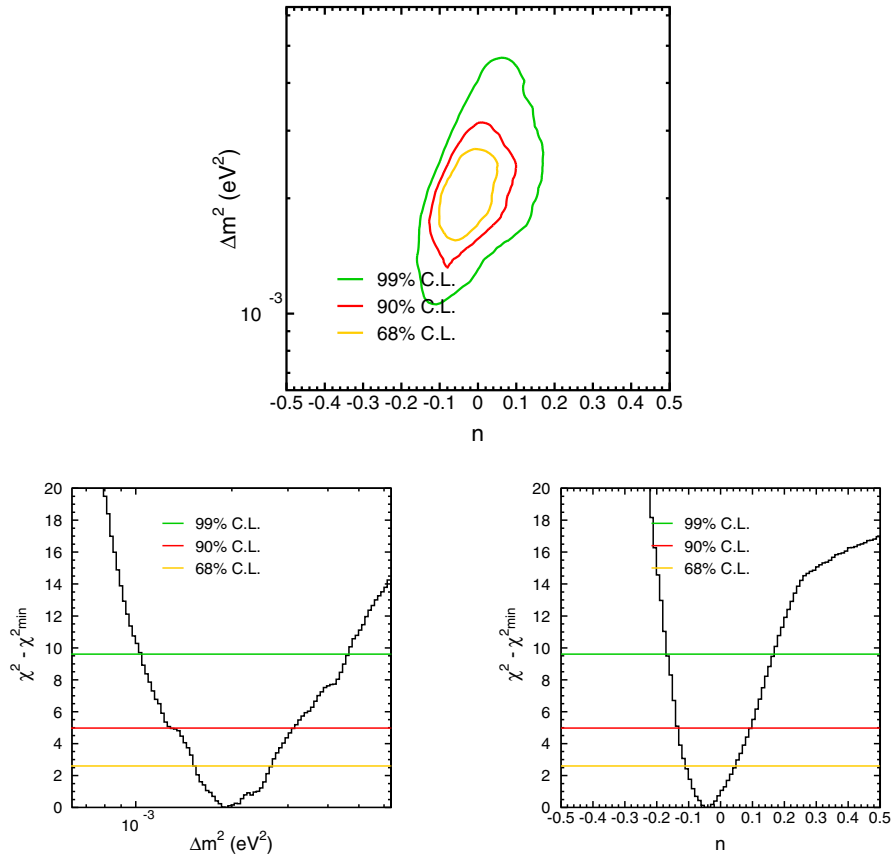 Δm² (eV²)
10⁻³
99% C.L.
90% C.L.
68% C.L.
-0.5 -0.4 -0.3 -0.2 -0.1 0 0.1 0.2 0.3 0.4 0.5
n
χ² - χ²min
20
18
16
14
12
10
8
6
4
2
0
99% C.L.
90% C.L.
68% C.L.
10⁻³
Δm² (eV²)
χ² - χ²min
20
18
16
14
12
10
8
6
4
2
0
99% C.L.
90% C.L.
68% C.L.
-0.5 -0.4 -0.3 -0.2 -0.1 0 0.1 0.2 0.3 0.4 0.5
n